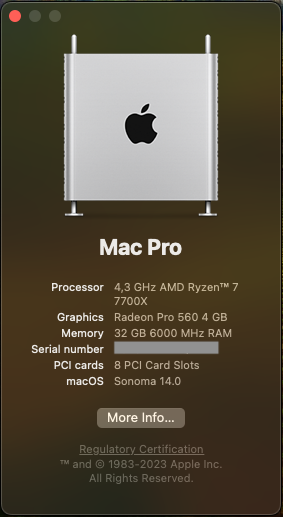 Mac Pro
Processor 4,3 GHz AMD Ryzen™ 7
7700X
Graphics Radeon Pro 560 4 GB
Memory 32 GB 6000 MHz RAM
Serial number
PCI cards 8 PCI Card Slots
macOS Sonoma 14.0
More Info...
Regulatory Certification
™ and © 1983-2023 Apple Inc.
All Rights Reserved.